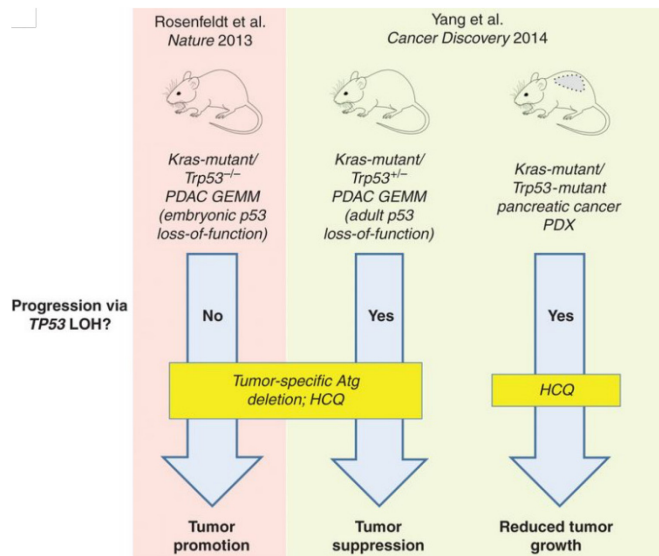 Rosenfeldt et al.
Nature 2013
Yang et al.
Cancer Discovery 2014
Kras-mutant/
Trp53–/–
PDAC GEMM
(embryonic p53
loss-of-function)
Kras-mutant/
Trp53+/–
PDAC GEMM
(adult p53
loss-of-function)
Kras-mutant/
Trp53-mutant
pancreatic cancer
PDX
Progression via
TP53 LOH?
No
Yes
Yes
Tumor-specific Atg
deletion; HCQ
HCQ
Tumor
promotion
Tumor
suppression
Reduced tumor
growth